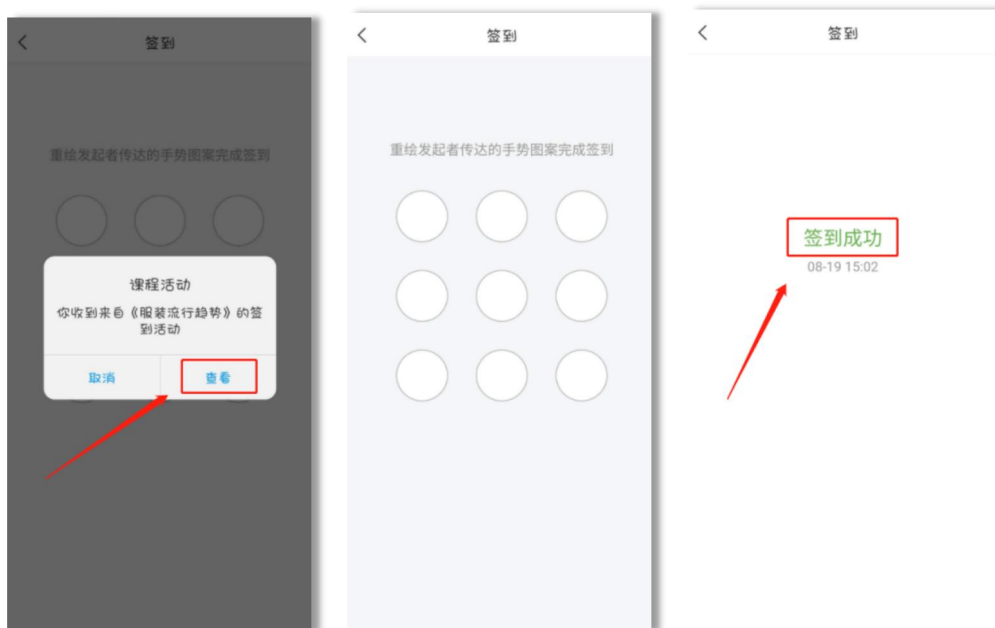 签到
重绘发起者传达的手势图案完成签到
课程活动
你收到来自《服装流行趋势》的签
到活动
取消
查看
签到
重绘发起者传达的手势图案完成签到
签到
签到成功
08-19 15:02